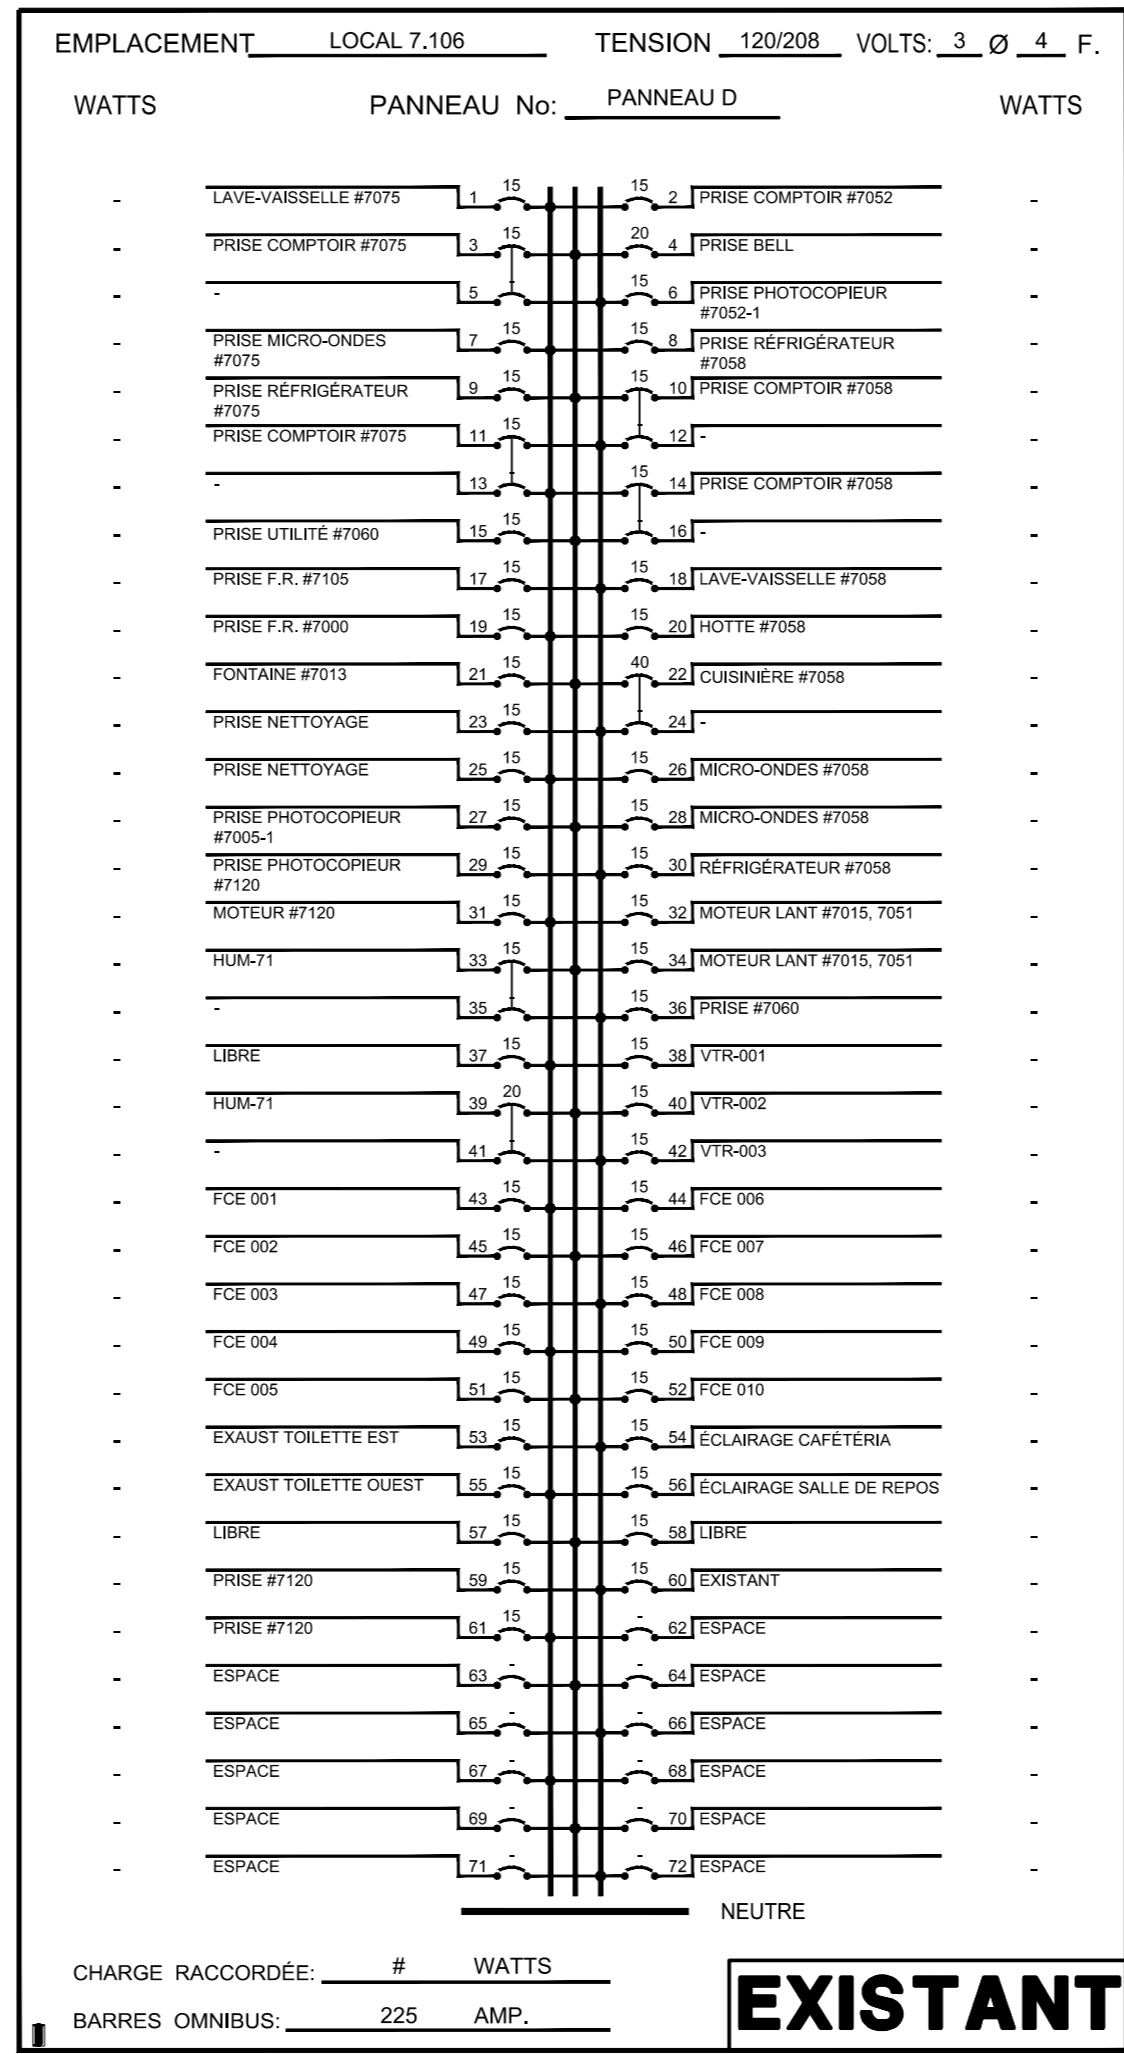 EMPLACEMENT LOCAL 7.106 TENSION 120/208 VOLTS: 3 Ø 4 F.
WATTS PANNEAU No: PANNEAU D WATTS
- LAVE-VAISSELLE #7075 1 15 15 2 PRISE COMPTOIR #7052 -
- PRISE COMPTOIR #7075 3 15 20 4 PRISE BELL -
- - 5 - 15 6 PRISE PHOTOCOPIEUR #7052-1 -
- PRISE MICRO-ONDES #7075 7 15 15 8 PRISE RÉFRIGÉRATEUR #7058 -
- PRISE RÉFRIGÉRATEUR #7075 9 15 15 10 PRISE COMPTOIR #7058 -
- PRISE COMPTOIR #7075 11 15 - 12 - -
- - 13 - 15 14 PRISE COMPTOIR #7058 -
- PRISE UTILITÉ #7060 15 15 - 16 - -
- PRISE F.R. #7105 17 15 15 18 LAVE-VAISSELLE #7058 -
- PRISE F.R. #7000 19 15 15 20 HOTTE #7058 -
- FONTAINE #7013 21 15 40 22 CUISINIÈRE #7058 -
- PRISE NETTOYAGE 23 15 - 24 - -
- PRISE NETTOYAGE 25 15 15 26 MICRO-ONDES #7058 -
- PRISE PHOTOCOPIEUR #7005-1 27 15 15 28 MICRO-ONDES #7058 -
- PRISE PHOTOCOPIEUR #7120 29 15 15 30 RÉFRIGÉRATEUR #7058 -
- MOTEUR #7120 31 15 15 32 MOTEUR LANT #7015, 7051 -
- HUM-71 33 15 15 34 MOTEUR LANT #7015, 7051 -
- - 35 - 15 36 PRISE #7060 -
- LIBRE 37 15 15 38 VTR-001 -
- HUM-71 39 20 15 40 VTR-002 -
- - 41 - 15 42 VTR-003 -
- FCE 001 43 15 15 44 FCE 006 -
- FCE 002 45 15 15 46 FCE 007 -
- FCE 003 47 15 15 48 FCE 008 -
- FCE 004 49 15 15 50 FCE 009 -
- FCE 005 51 15 15 52 FCE 010 -
- EXAUST TOILETTE EST 53 15 15 54 ÉCLAIRAGE CAFÉTÉRIA -
- EXAUST TOILETTE OUEST 55 15 15 56 ÉCLAIRAGE SALLE DE REPOS -
- LIBRE 57 15 15 58 LIBRE -
- PRISE #7120 59 15 15 60 EXISTANT -
- PRISE #7120 61 15 - 62 ESPACE -
- ESPACE 63 - - 64 ESPACE -
- ESPACE 65 - - 66 ESPACE -
- ESPACE 67 - - 68 ESPACE -
- ESPACE 69 - - 70 ESPACE -
- ESPACE 71 - - 72 ESPACE -
NEUTRE
CHARGE RACCORDÉE: # WATTS
BARRES OMNIBUS: 225 AMP.
EXISTANT